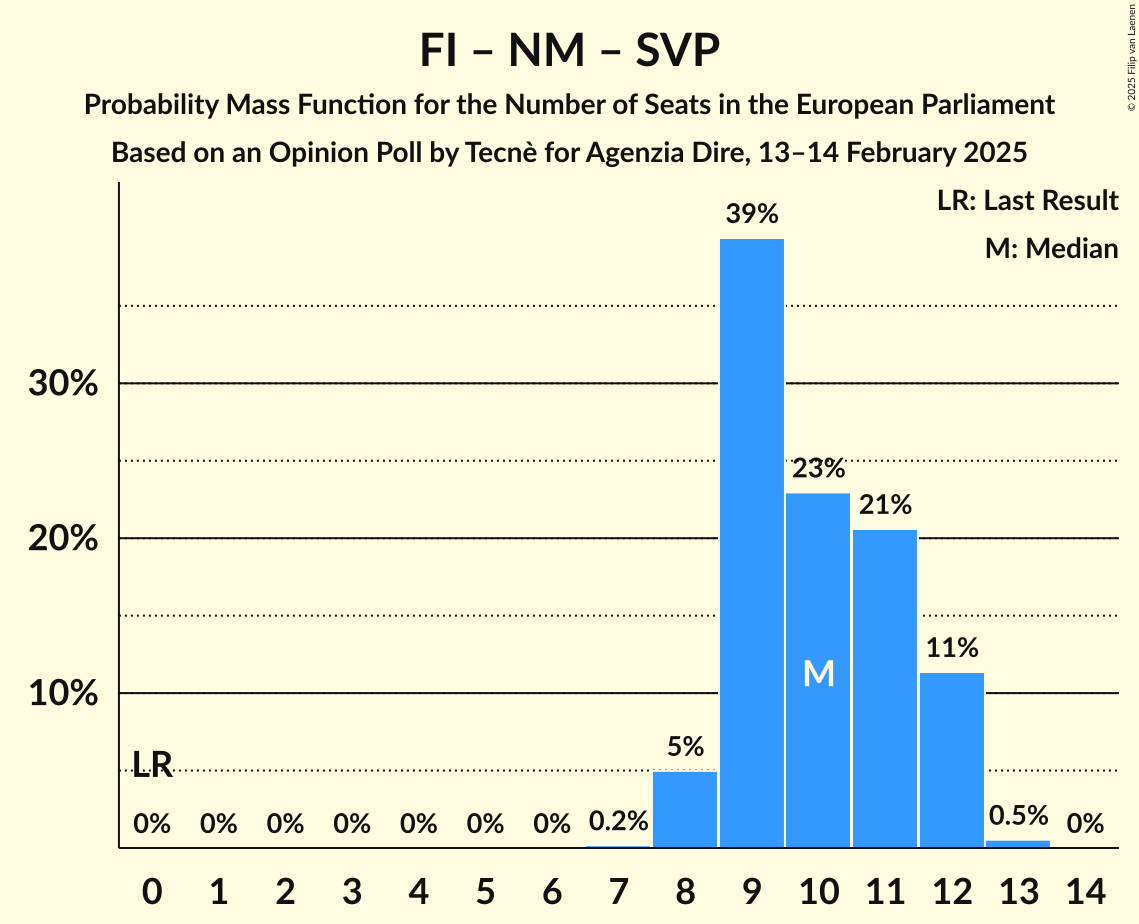 FI – NM – SVP
Probability Mass Function for the Number of Seats in the European Parliament
Based on an Opinion Poll by Tecnè for Agenzia Dire, 13–14 February 2025
© 2025 Filip van Laenen
LR: Last Result
M: Median
39%
30%
23%
21%
20%
11%
M
10%
5%
LR
0% 0% 0% 0% 0% 0% 0% 0.2% 0.5% 0%
0 1 2 3 4 5 6 7 8 9 10 11 12 13 14